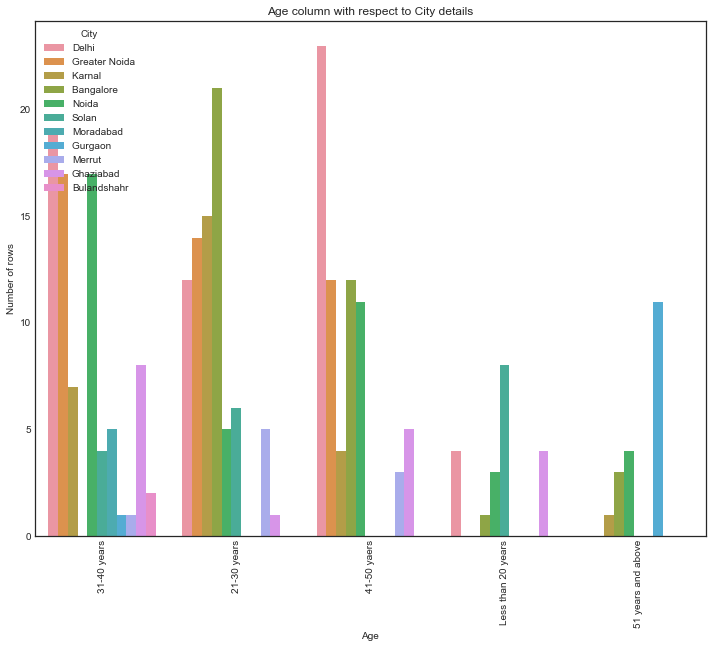 Age column with respect to City details
City
Delhi
Greater Noida
Karnal
Bangalore
Noida
Solan
Moradabad
Gurgaon
Merrut
Ghaziabad
Bulandshahr
Number of rows
20
15
10
5
0
31-40 years
21-30 years
41-50 yaers
Less than 20 years
51 years and above
Age